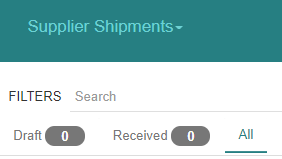 Supplier Shipments
FILTERS Search
Draft 0 Received 0 All